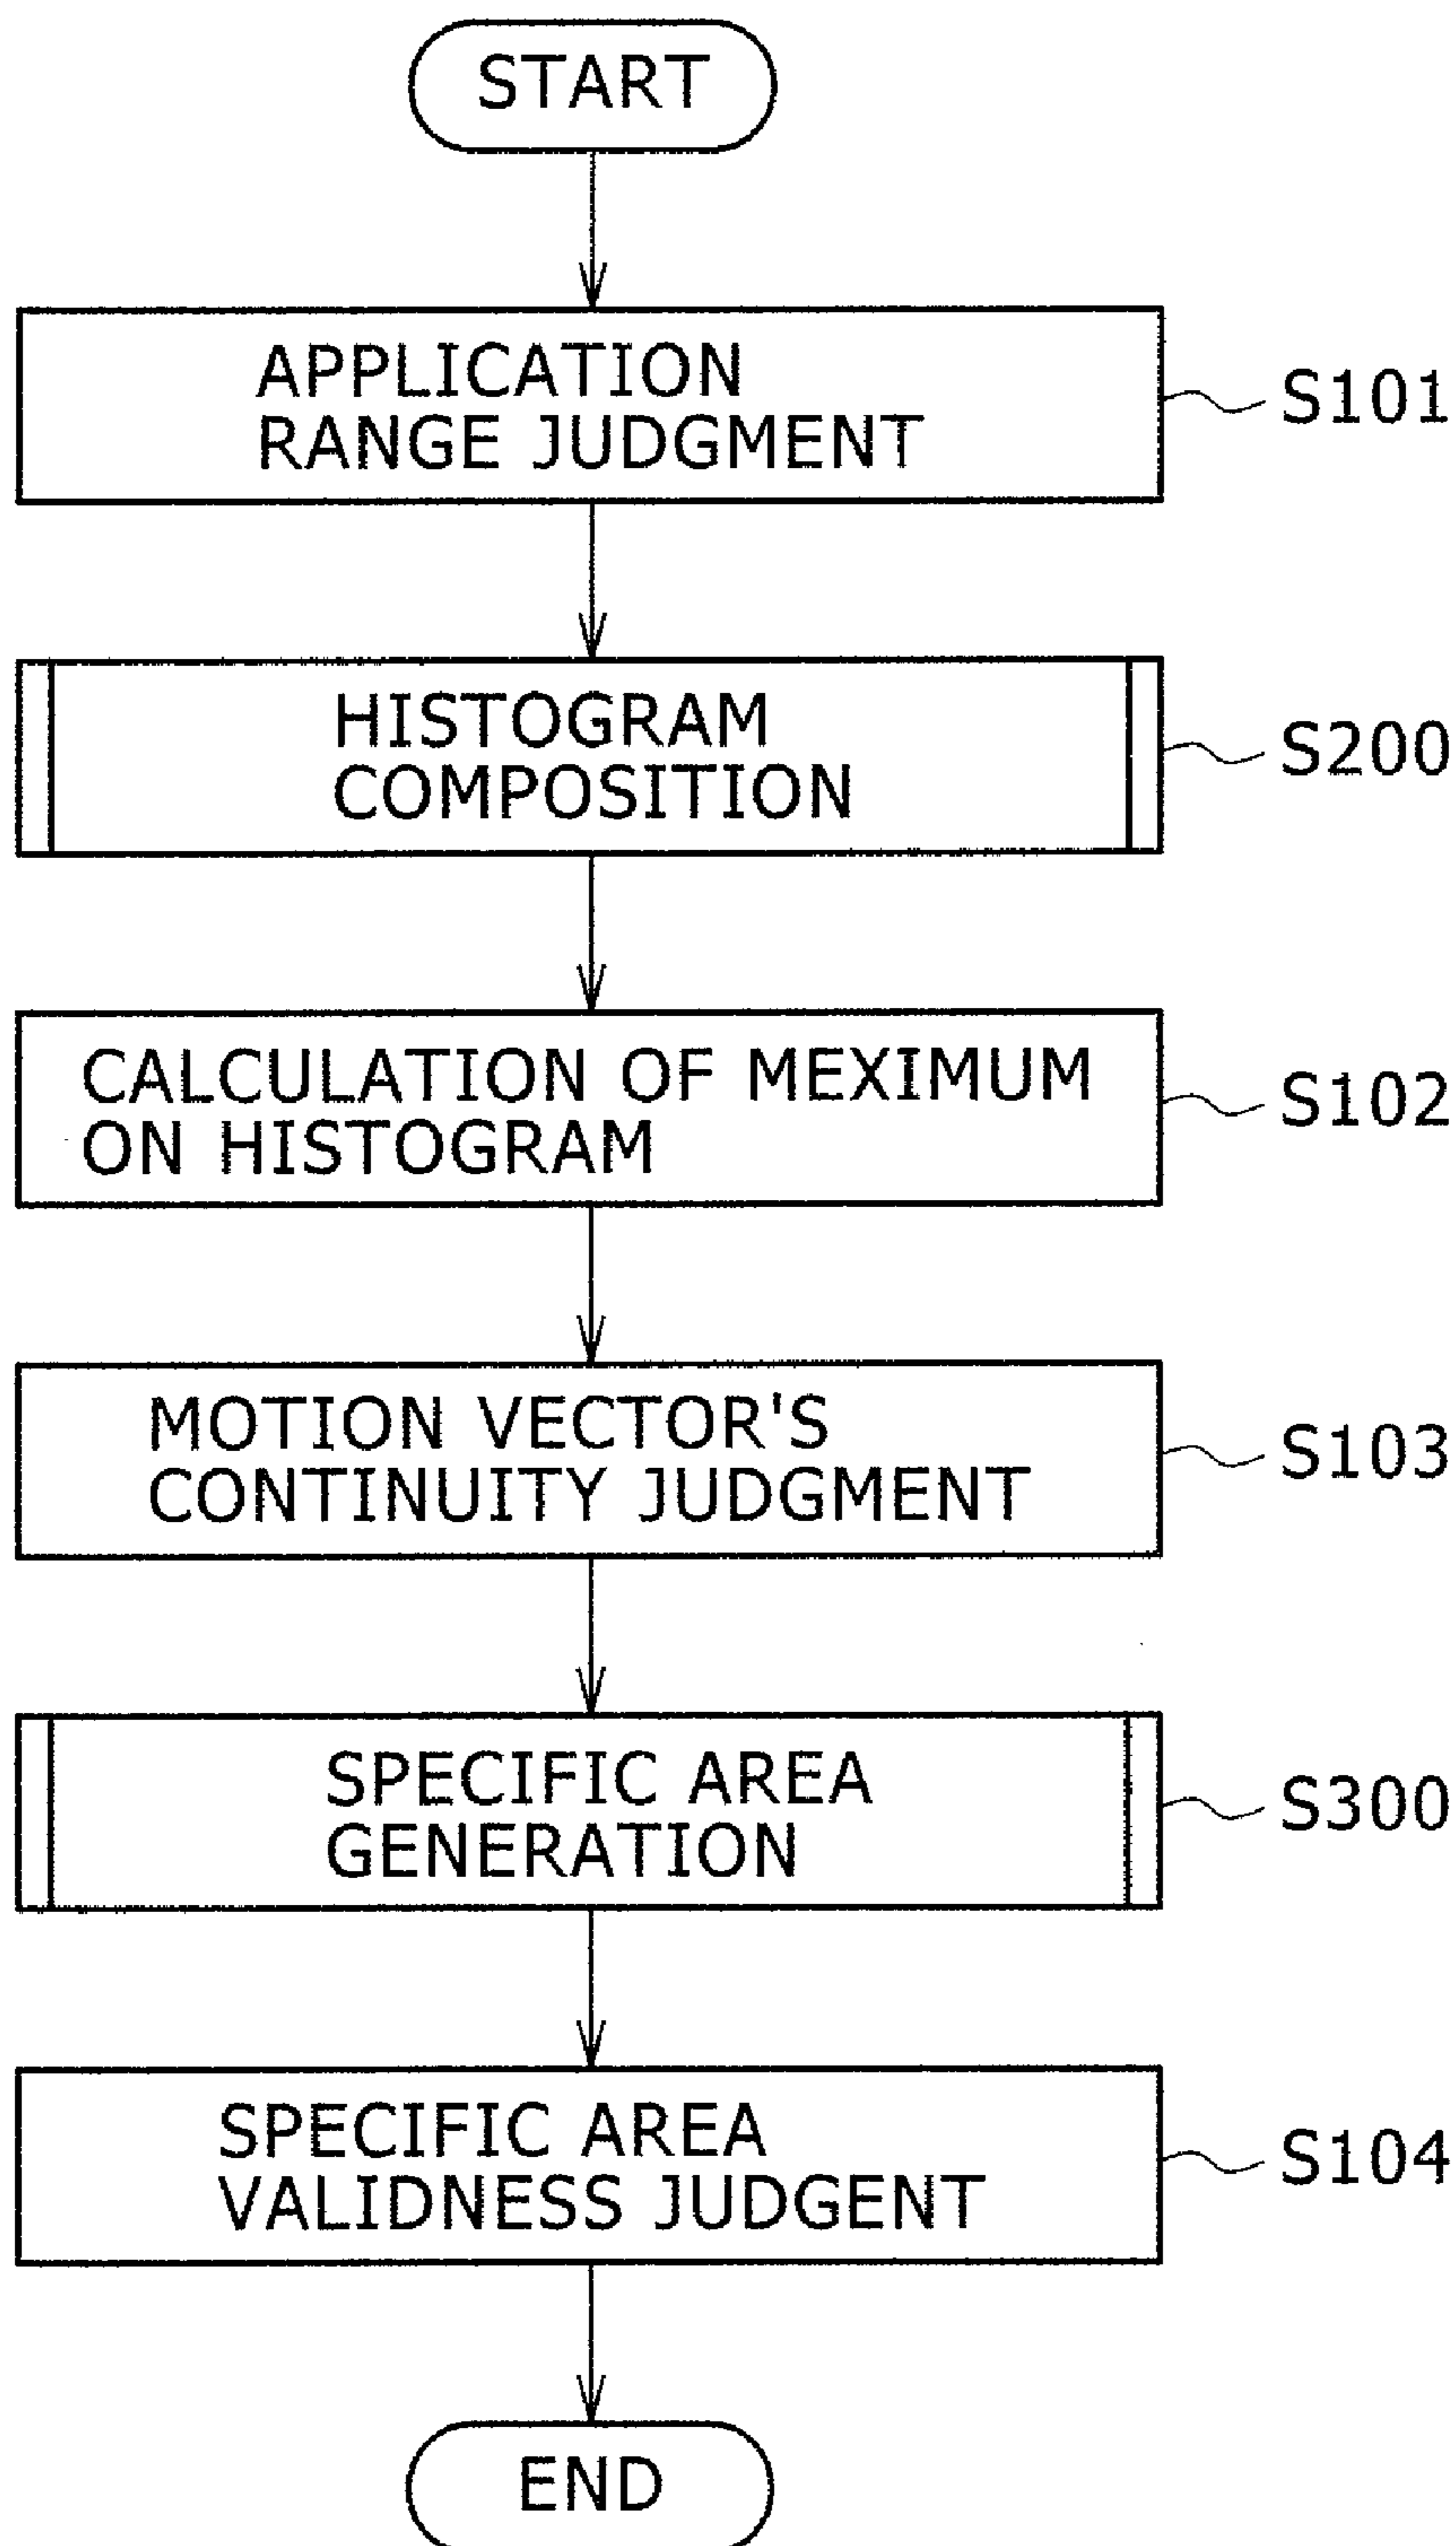 START
APPLICATION
RANGE JUDGMENT
S101
HISTOGRAM
COMPOSITION
S200
CALCULATION OF MEXIMUM
ON HISTOGRAM
S102
MOTION VECTOR'S
CONTINUITY JUDGMENT
S103
SPECIFIC AREA
GENERATION
S300
SPECIFIC AREA
VALIDNESS JUDGENT
S104
END